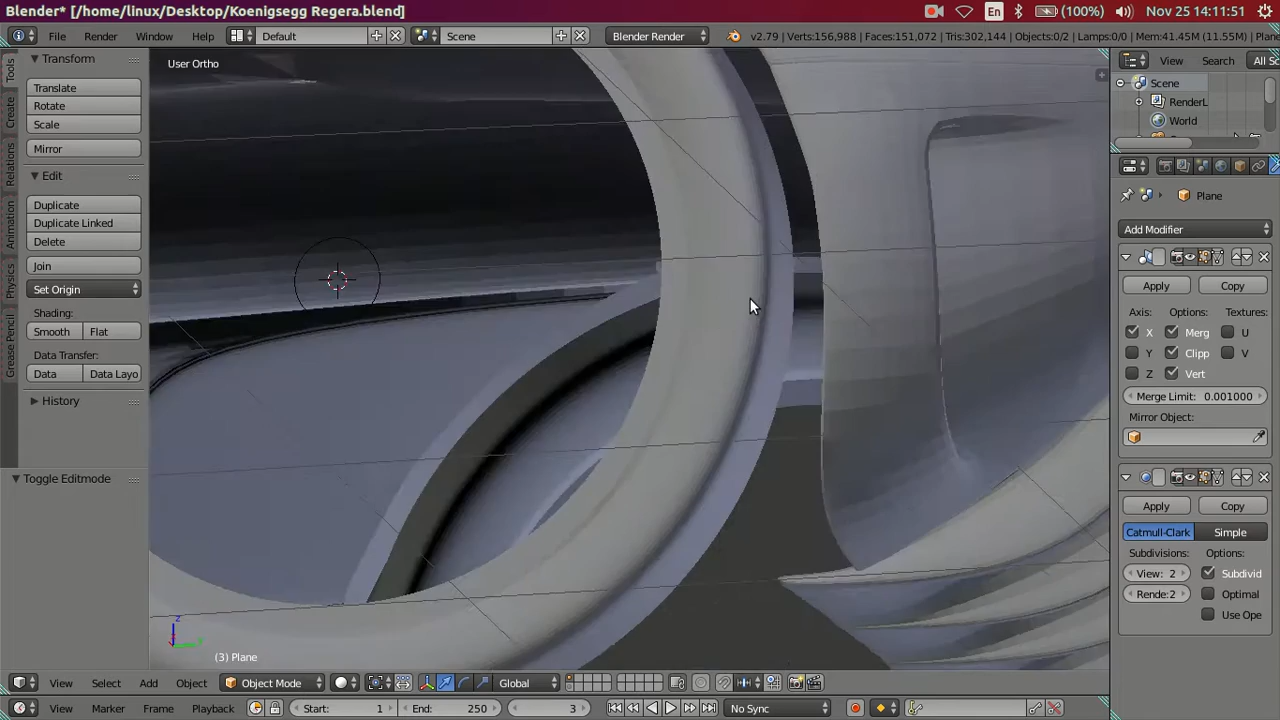 Blender* [/home/linux/Desktop/Koenigsegg Regera.blend]
En
(100%)
Nov 25 14:11:51
File
Render
Window
Help
Default
Scene
Blender Render
v2.79 | Verts:156,988 | Faces:151,072 | Tris:302,144 | Objects:0/2 | Lamps:0/0 | Mem:41.45M (11.55M) | Plane
Tools
Create
Relations
Animation
Physics
Grease Pencil
Transform
Translate
Rotate
Scale
Mirror
Edit
Duplicate
Duplicate Linked
Delete
Join
Set Origin
Shading:
Smooth
Flat
Data Transfer:
Data
Data Layo
History
Toggle Editmode
User Ortho
z
(3) Plane
View
Search
All Sc
Scene
RenderL
World
Plane
Add Modifier
Apply
Copy
Axis:
Options:
Textures:
X
Merg
U
Y
Clipp
V
Z
Vert
Merge Limit: 0.001000
Mirror Object:
Apply
Copy
Catmull-Clark
Simple
Subdivisions:
Options:
View: 2
Subdivid
Rende:2
Optimal
Use Ope
View
Select
Add
Object
Object Mode
Global
View
Marker
Frame
Playback
Start: 1
End: 250
3
No Sync